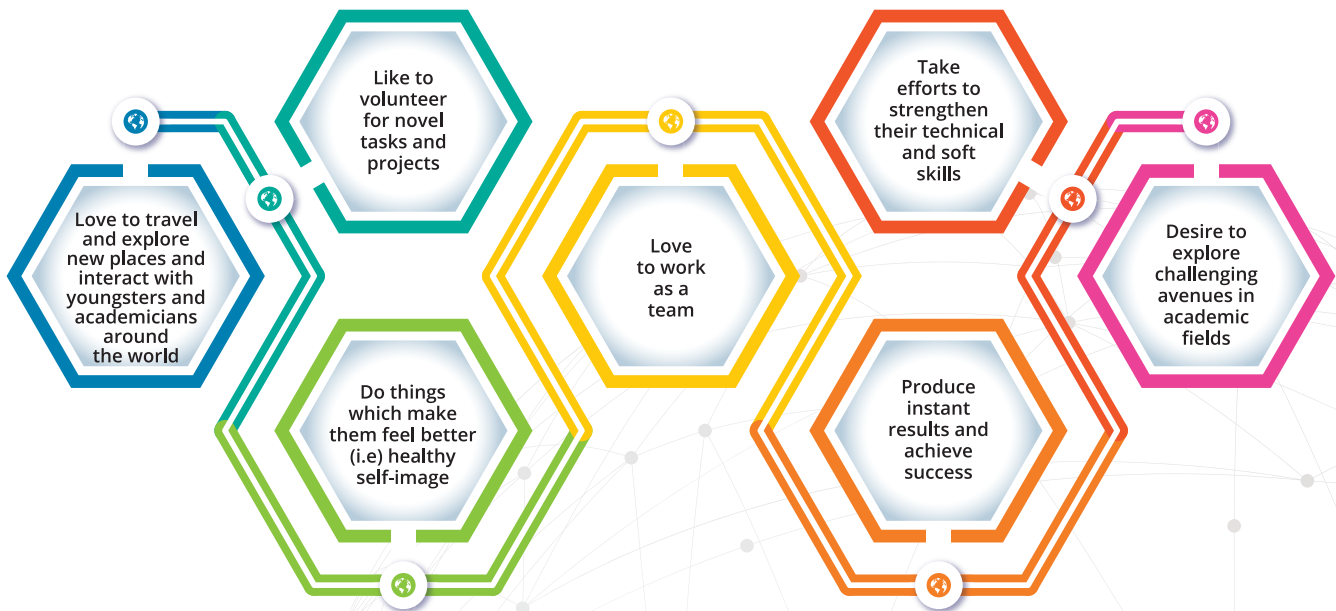 Love to travel
and explore
new places and
interact with
youngsters and
academicians
around
the world
Like to
volunteer
for novel
tasks and
projects
Do things
which make
them feel better
(i.e) healthy
self-image
Love
to work
as a
team
Take
efforts to
strengthen
their technical
and soft
skills
Produce
instant
results and
achieve
success
Desire to
explore
challenging
avenues in
academic
fields